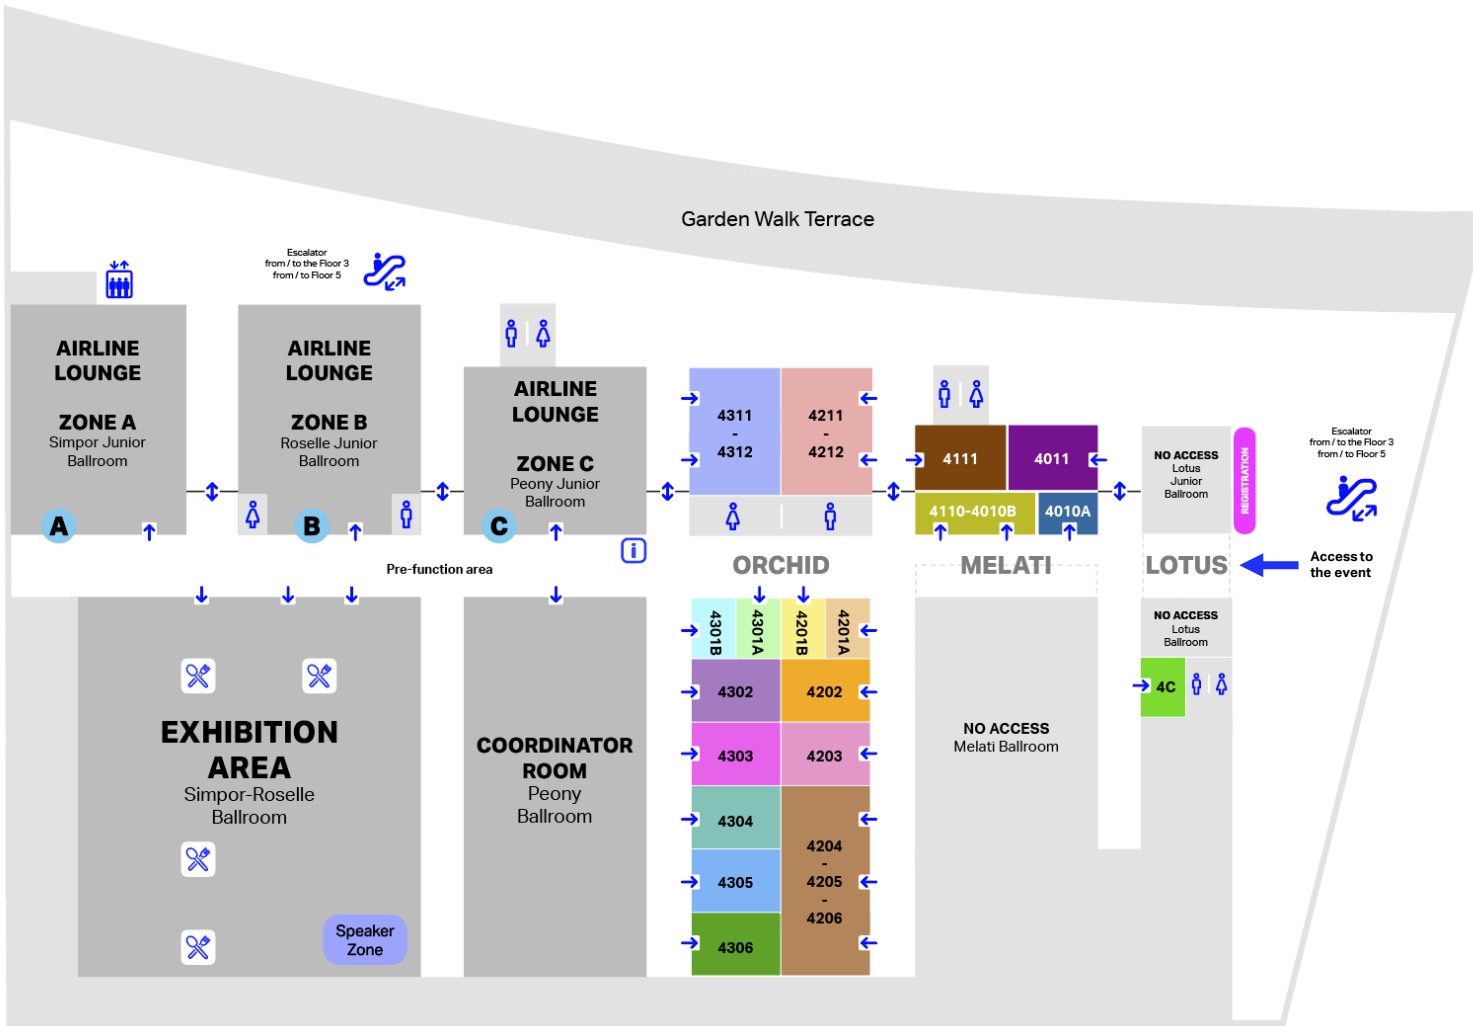 Garden Walk Terrace
Escalator
from / to the Floor 3
from / to Floor 5
AIRLINE
LOUNGE
ZONE A
Simpor Junior
Ballroom
A
AIRLINE
LOUNGE
ZONE B
Roselle Junior
Ballroom
B
AIRLINE
LOUNGE
ZONE C
Peony Junior
Ballroom
C
i
4311
-
4312
4211
-
4212
4111
4011
4110-4010B
4010A
NO ACCESS
Lotus
Junior
Ballroom
REGISTRATION
Escalator
from / to the Floor 3
from / to Floor 5
Pre-function area
ORCHID
MELATI
LOTUS
Access to
the event
EXHIBITION
AREA
Simpor-Roselle
Ballroom
Speaker
Zone
COORDINATOR
ROOM
Peony
Ballroom
4301B
4301A
4201B
4201A
4302
4202
4303
4203
4304
4305
4306
4204
-
4205
-
4206
NO ACCESS
Melati Ballroom
NO ACCESS
Lotus
Ballroom
4C